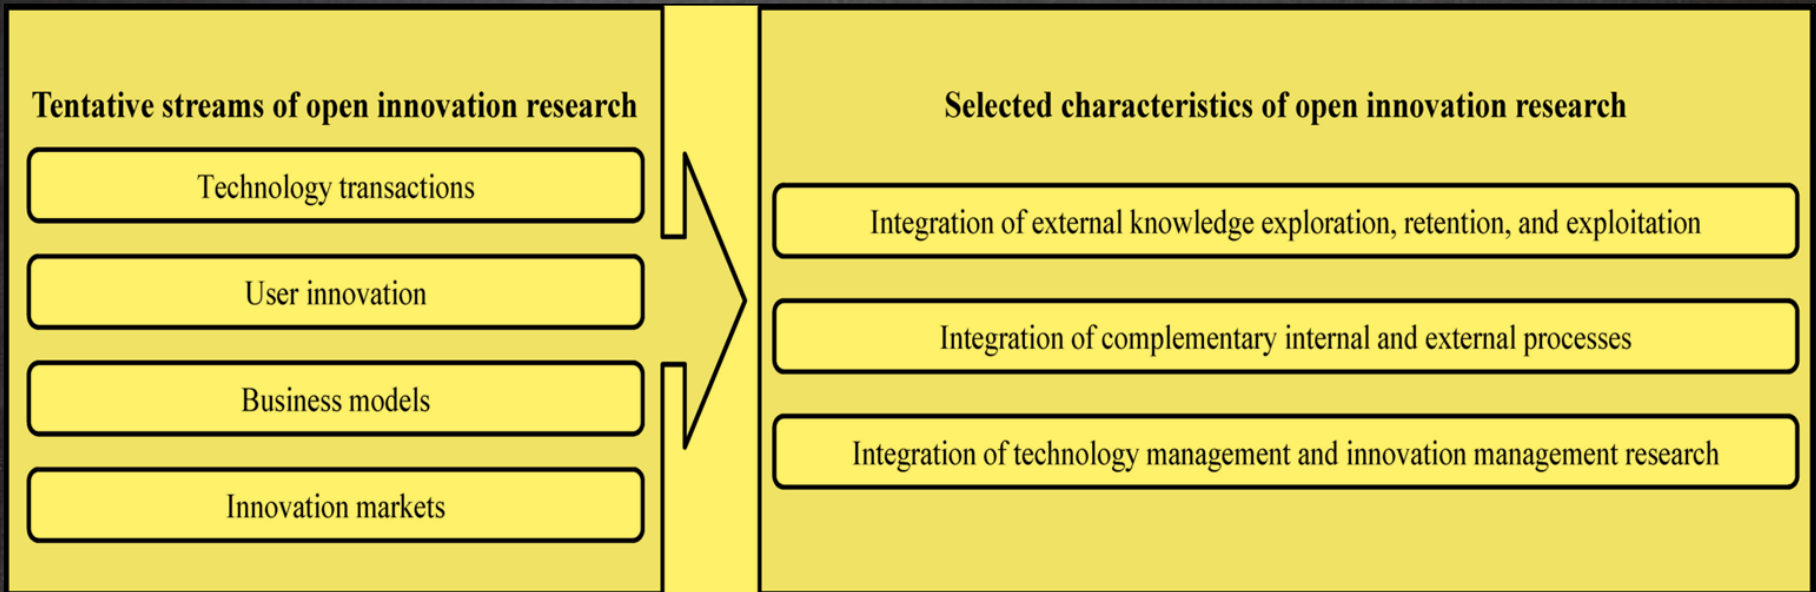 Tentative streams of open innovation research
Technology transactions
User innovation
Business models
Innovation markets
Selected characteristics of open innovation research
Integration of external knowledge exploration, retention, and exploitation
Integration of complementary internal and external processes
Integration of technology management and innovation management research